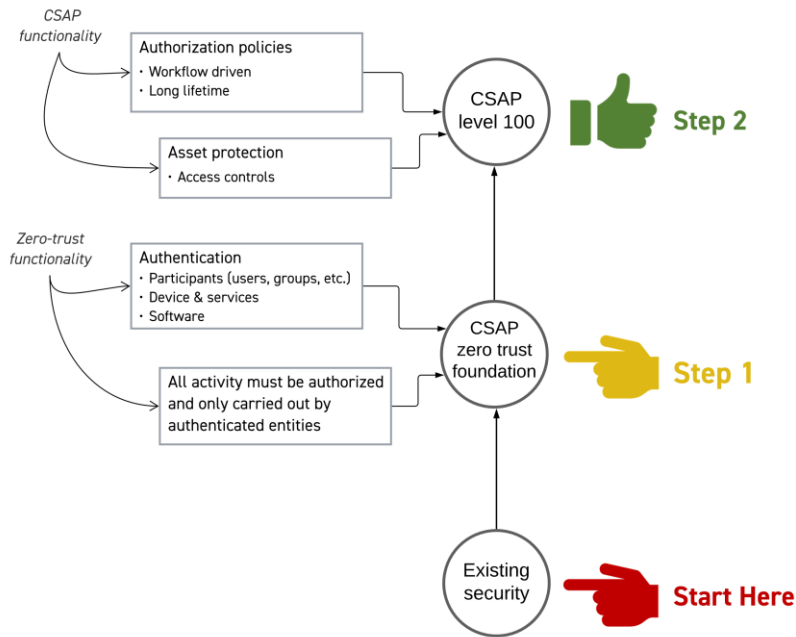 CSAP
functionality
Authorization policies
· Workflow driven
· Long lifetime
CSAP
level 100
Step 2
Asset protection
· Access controls
Zero-trust
functionality
Authentication
· Participants (users, groups, etc.)
· Device & services
· Software
CSAP
zero trust
foundation
Step 1
All activity must be authorized
and only carried out by
authenticated entities
Existing
security
Start Here